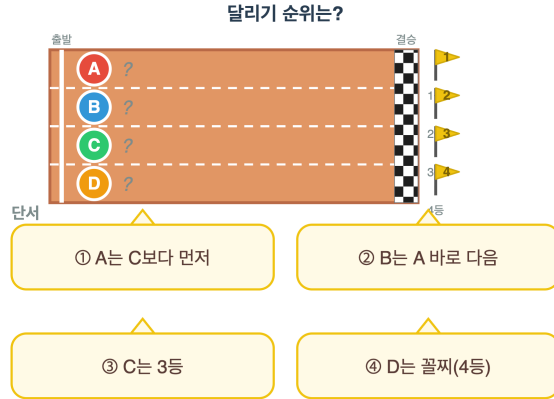 달리기 순위는?
출발
결승
A ?
B ?
C ?
D ?
1
1 2
2 3
3 4
4등
단서
① A는 C보다 먼저
② B는 A 바로 다음
③ C는 3등
④ D는 꼴찌(4등)